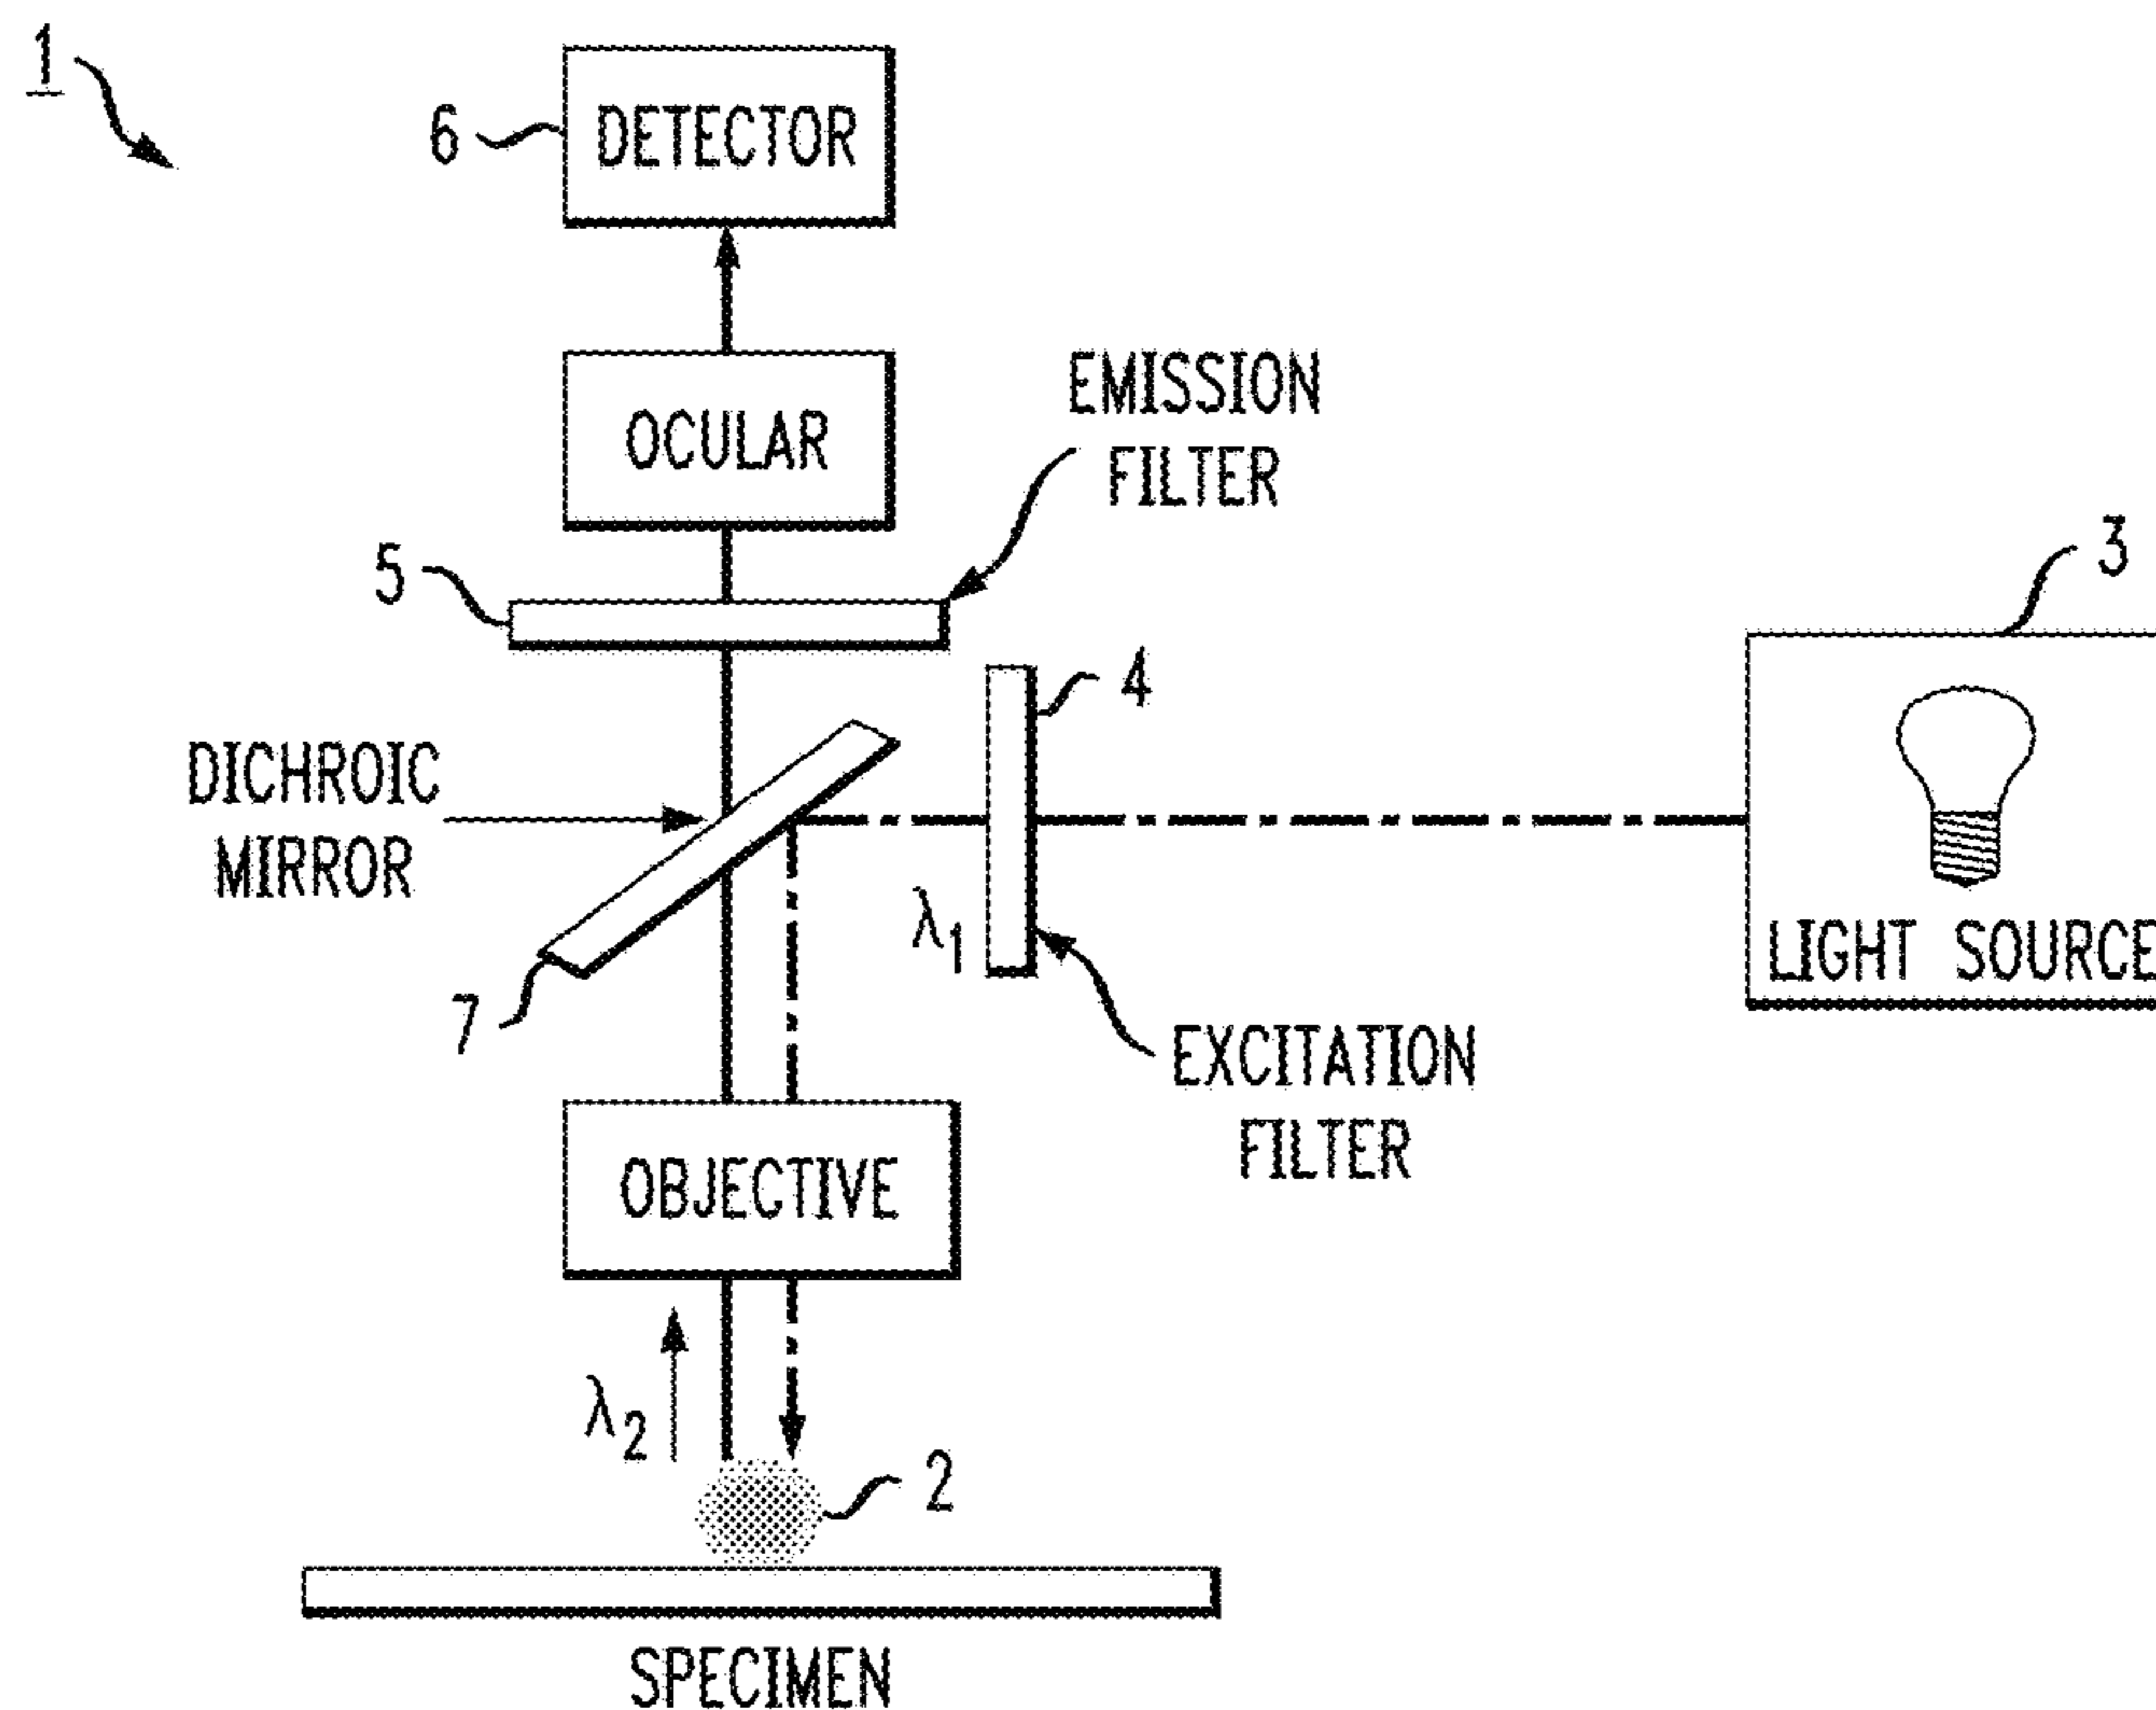 1
6
DETECTOR
OCULAR
EMISSION
FILTER
5
3
4
DICHROIC
MIRROR
λ1
LIGHT SOURCE
7
EXCITATION
FILTER
OBJECTIVE
λ2
2
SPECIMEN